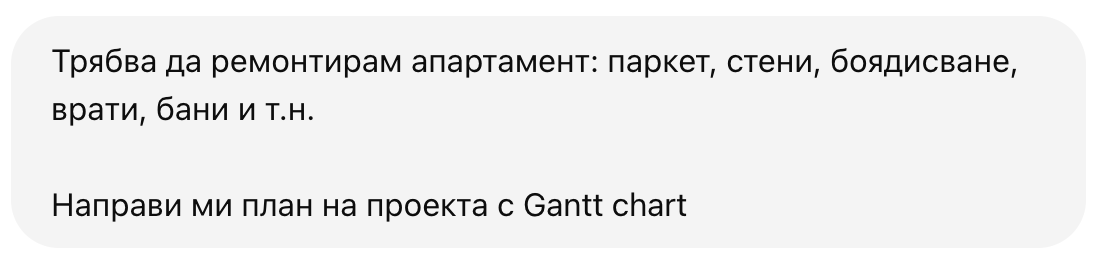 Трябва да ремонтирам апартамент: паркет, стени, боядисване,
врати, бани и т.н.
Направи ми план на проекта с Gantt chart